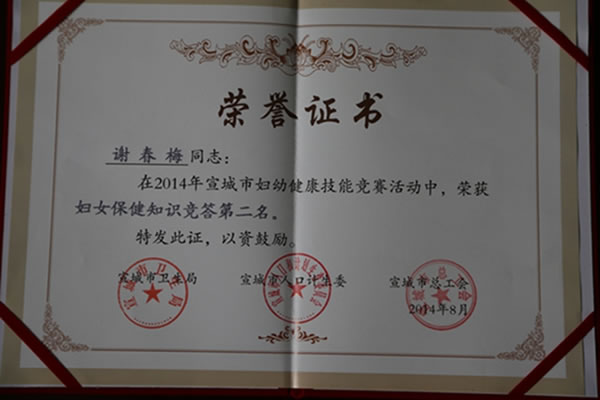 荣誉证书
谢春梅同志：
在2014年宣城市妇幼健康技能竞赛活动中，荣获
妇女保健知识竞答第二名。
特发此证，以资鼓励。
宣城市卫生局 宣城市人口计生委 宣城市总工会
2014年8月